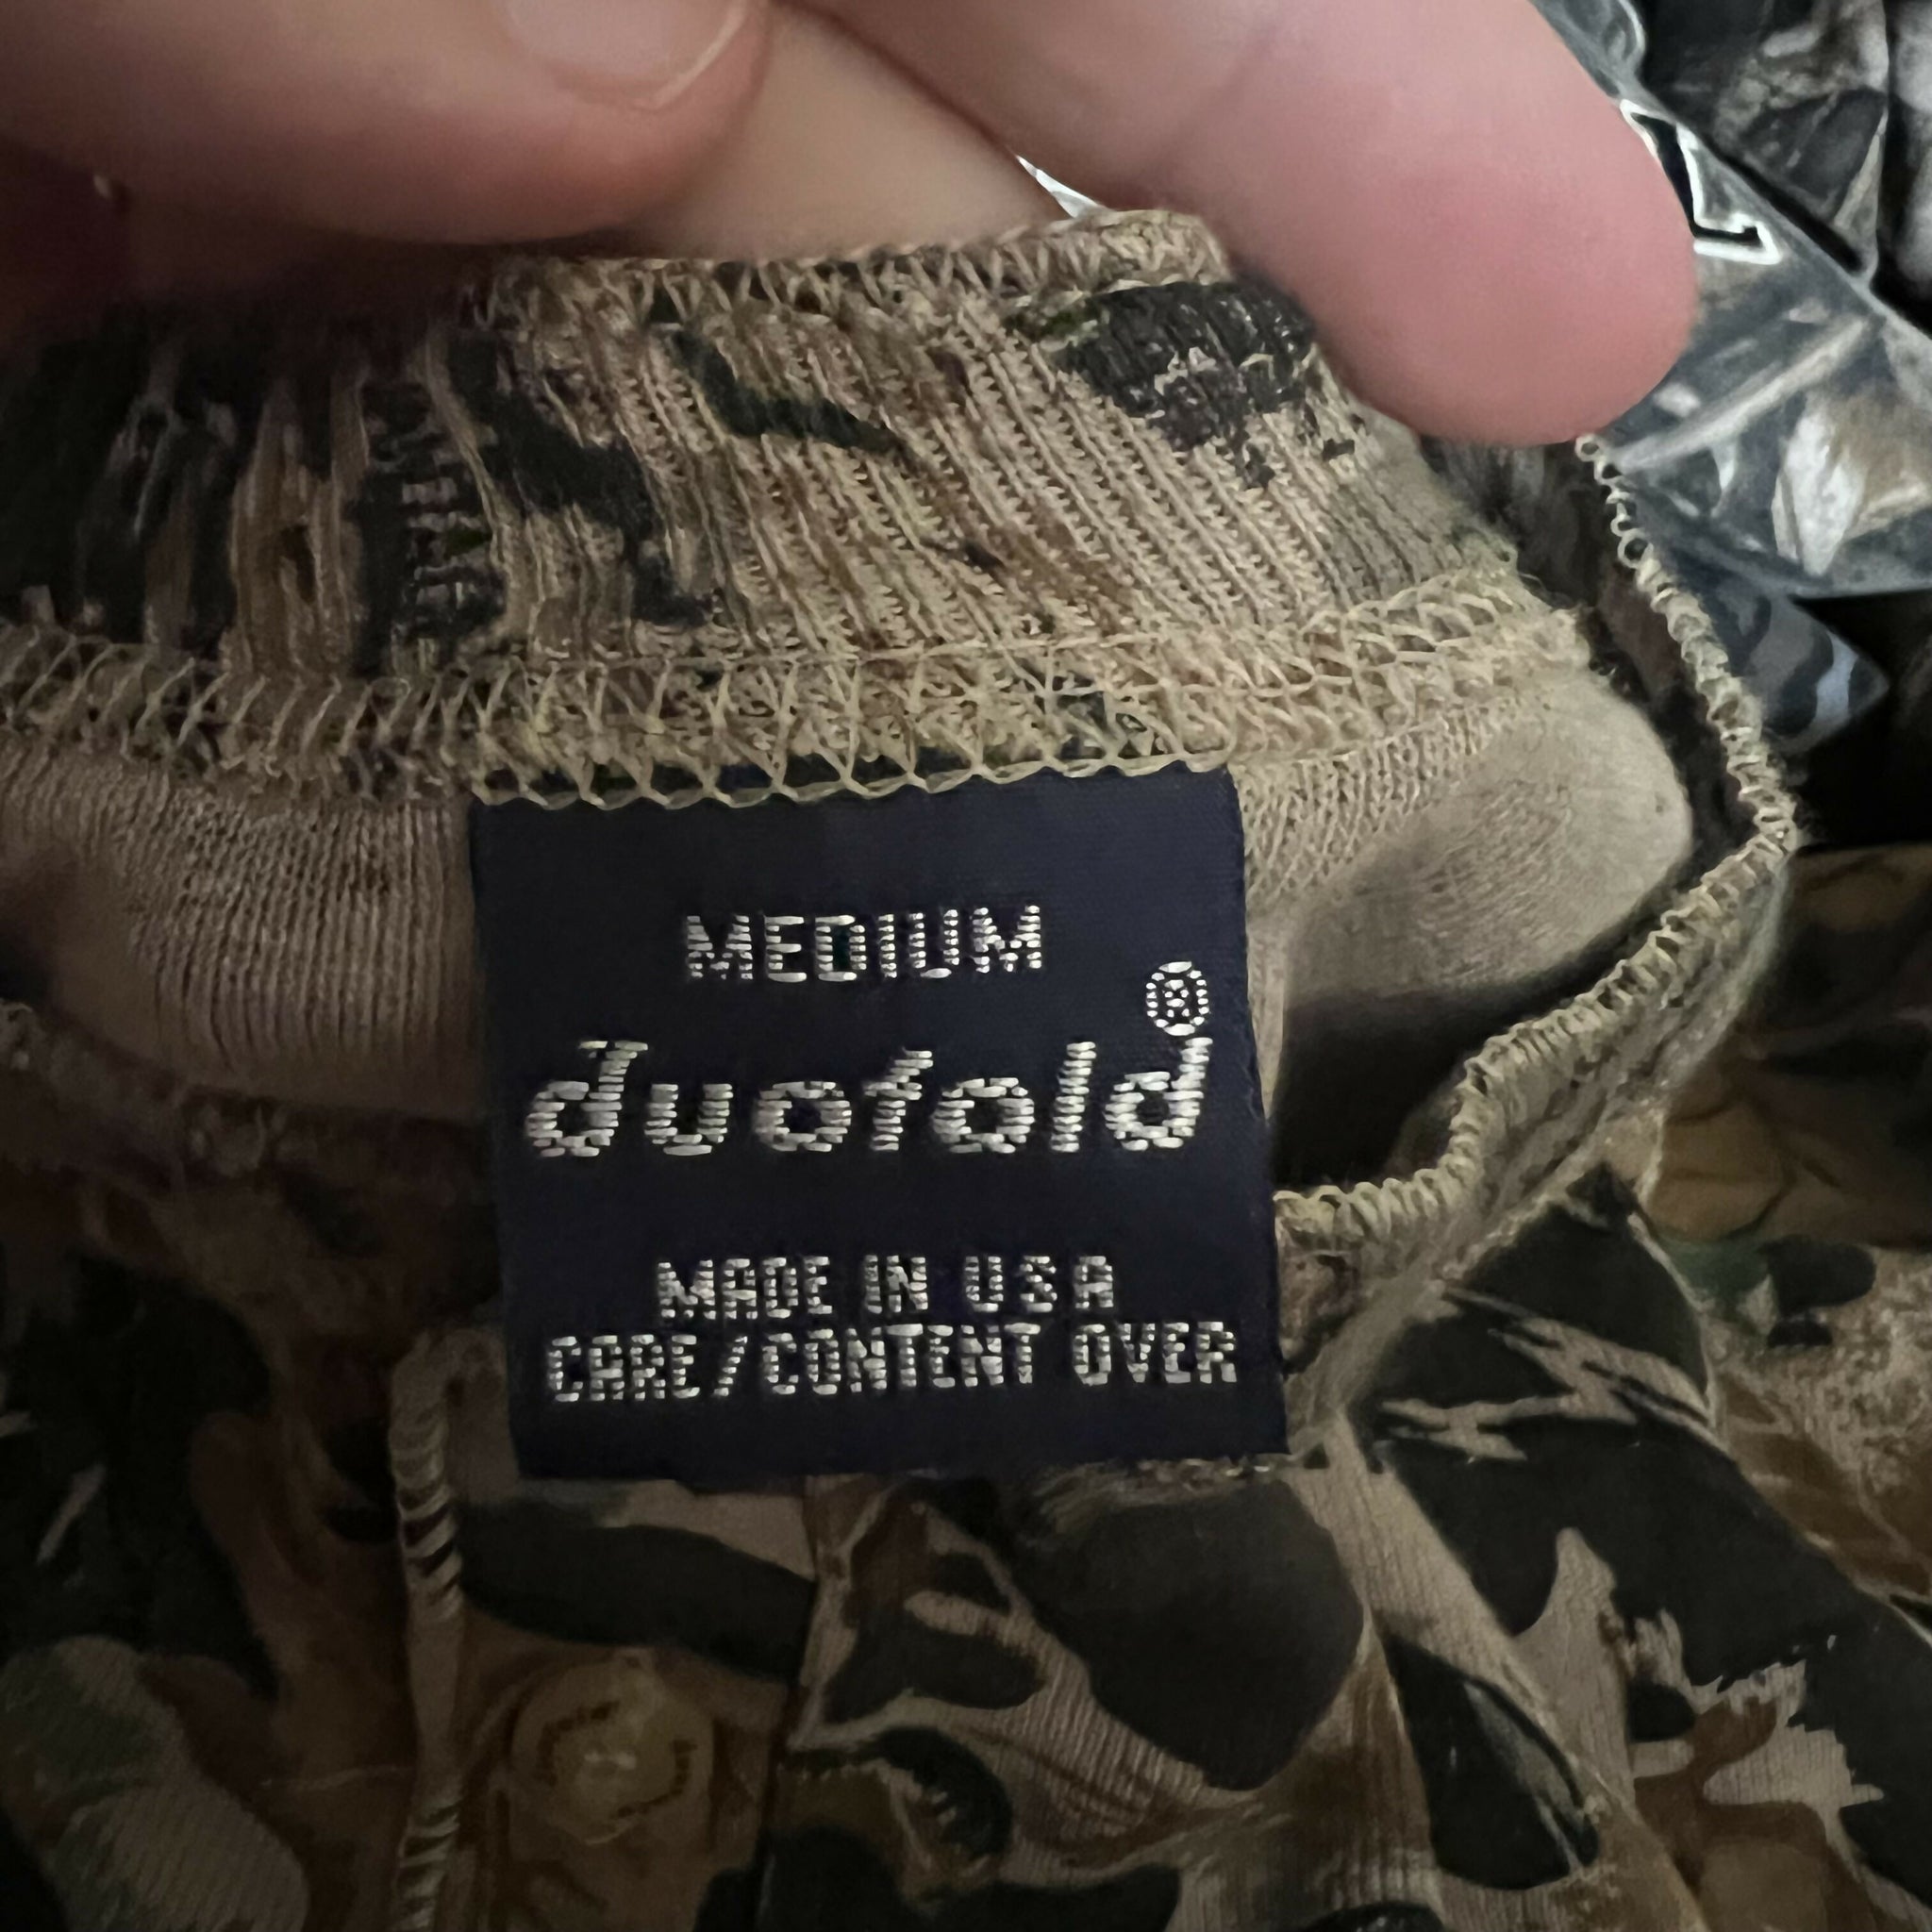 MEDIUM
duofold®
MADE IN USA
CARE/CONTENT OVER